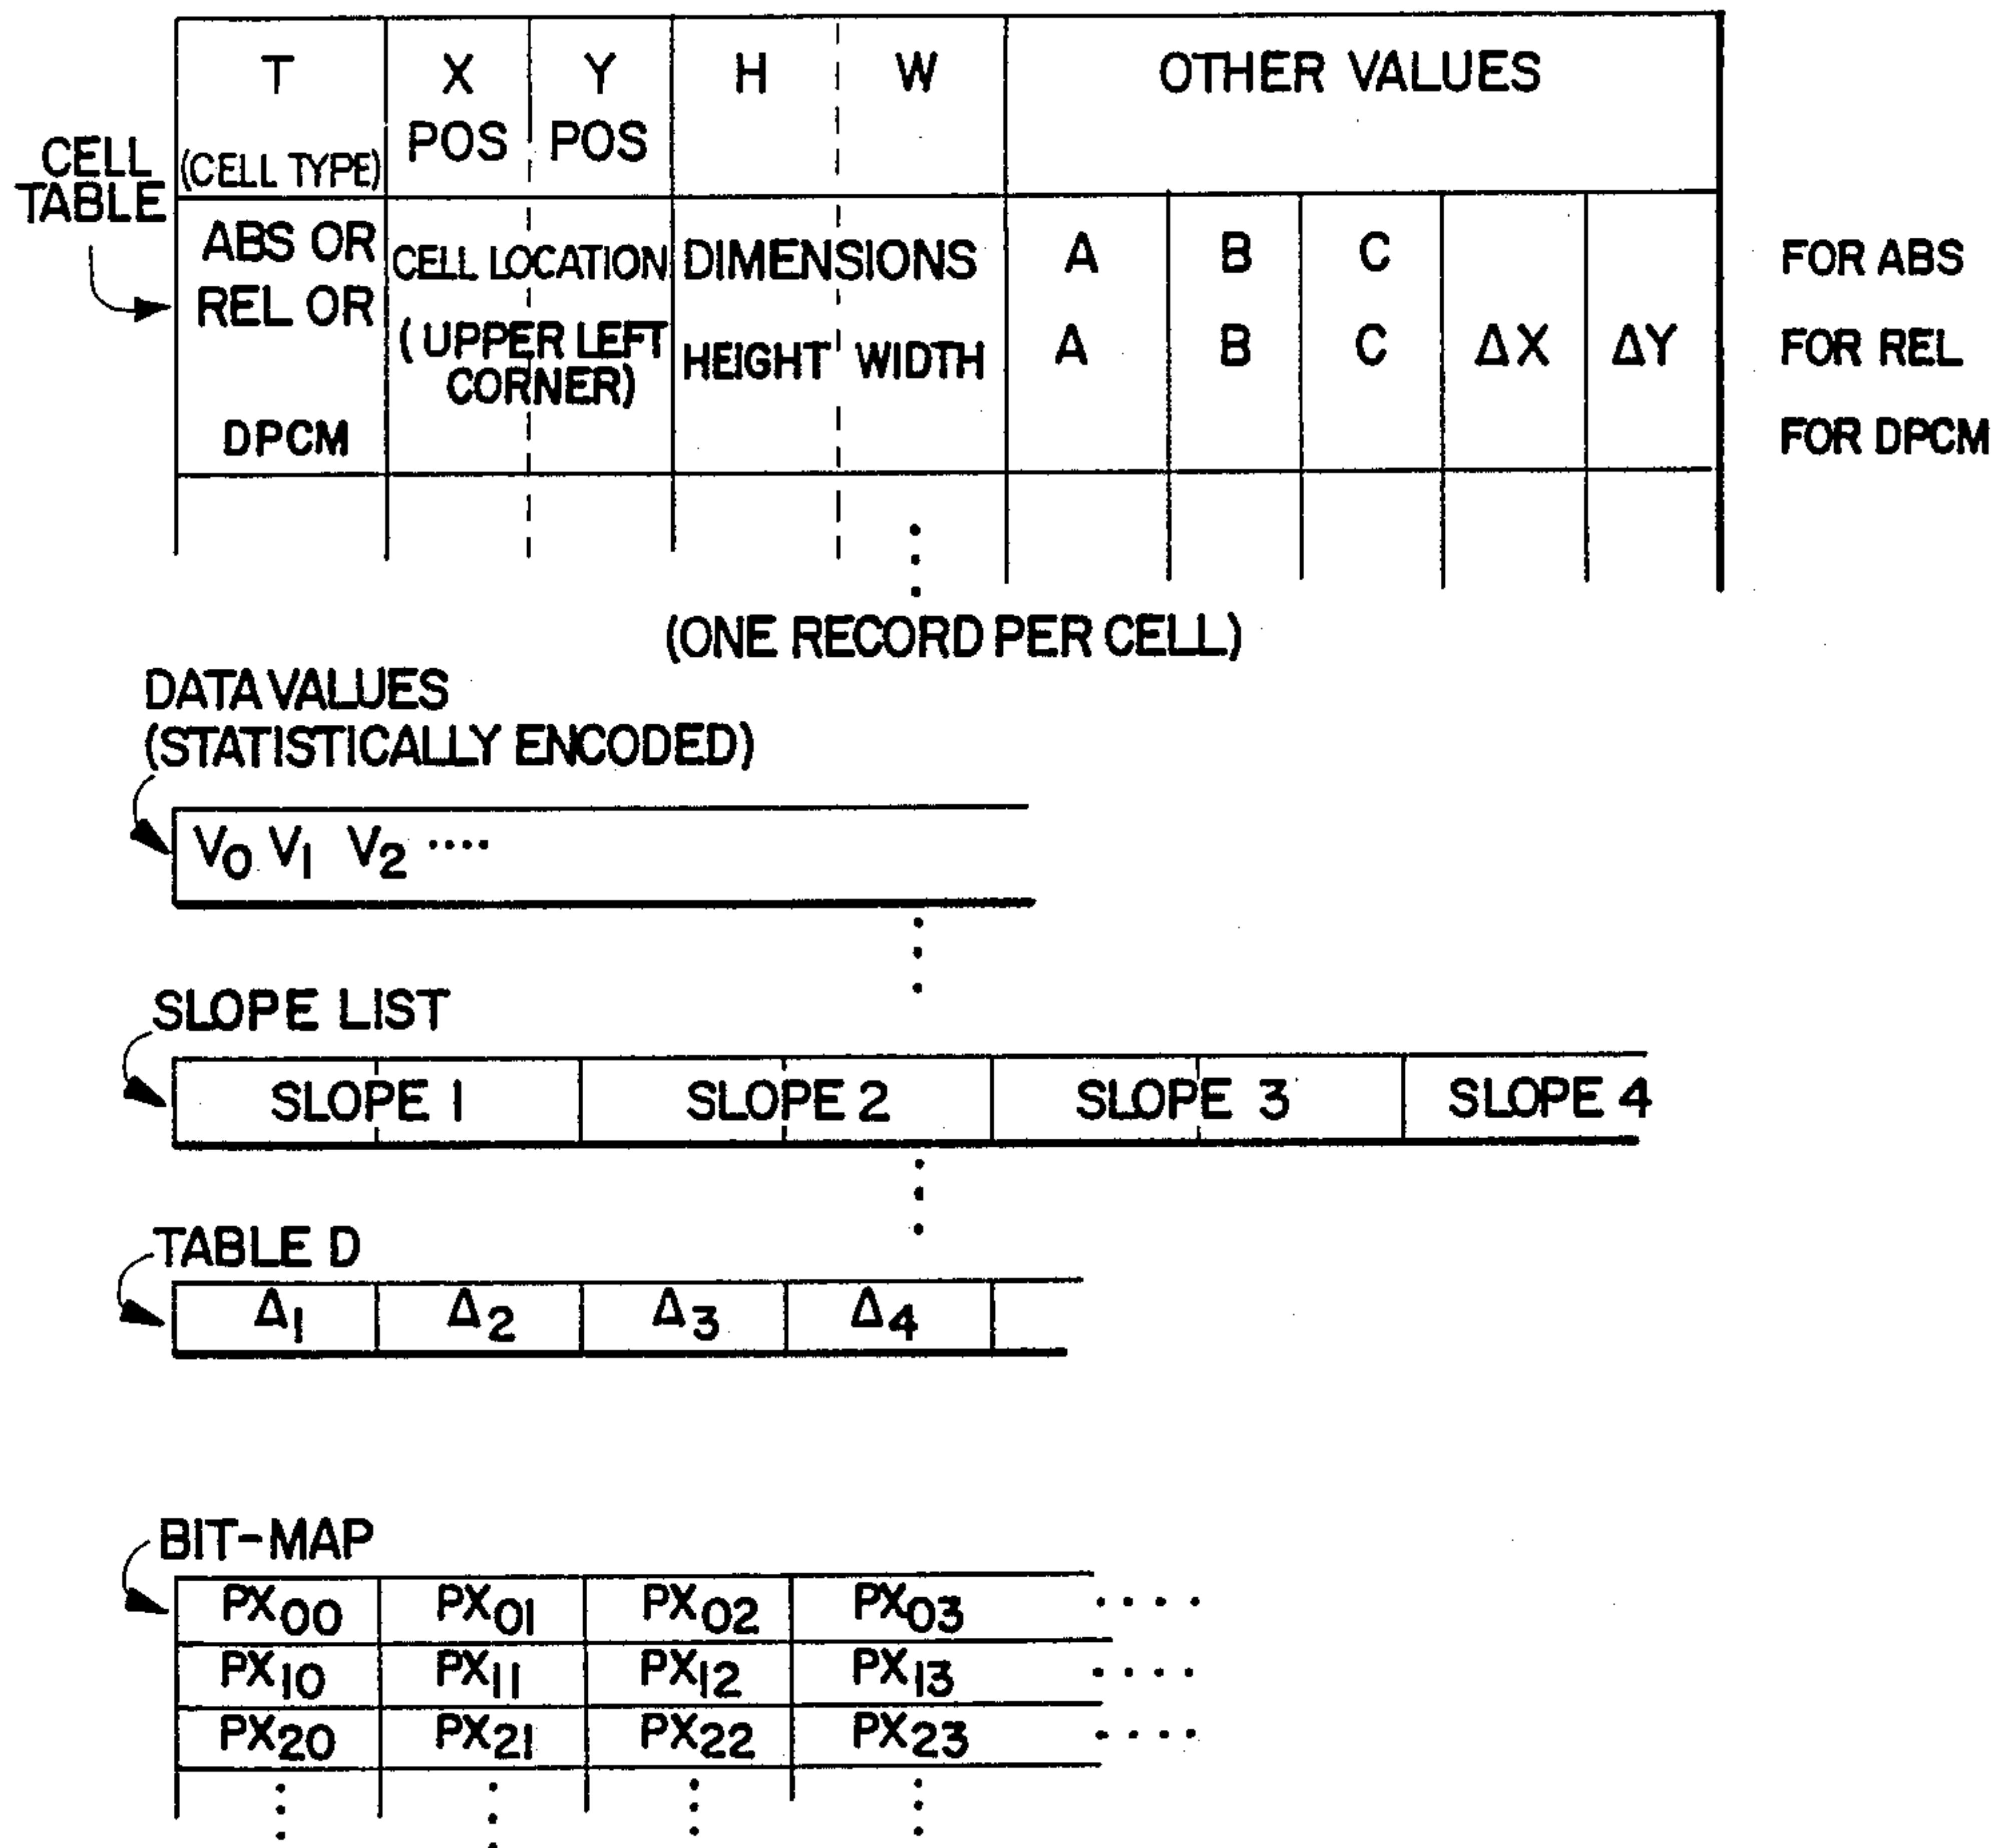 T X Y H W OTHER VALUES
(CELL TYPE) POS POS
CELL TABLE
ABS OR REL OR DPCM
CELL LOCATION (UPPER LEFT CORNER)
DIMENSIONS
HEIGHT WIDTH
A B C FOR ABS
A B C ΔX ΔY FOR REL
FOR DPCM
(ONE RECORD PER CELL)
DATA VALUES
(STATISTICALLY ENCODED)
V0 V1 V2 ....
SLOPE LIST
SLOPE 1 SLOPE 2 SLOPE 3 SLOPE 4
TABLE D
Δ1 Δ2 Δ3 Δ4
BIT-MAP
PX00 PX01 PX02 PX03 ....
PX10 PX11 PX12 PX13 ....
PX20 PX21 PX22 PX23 ....